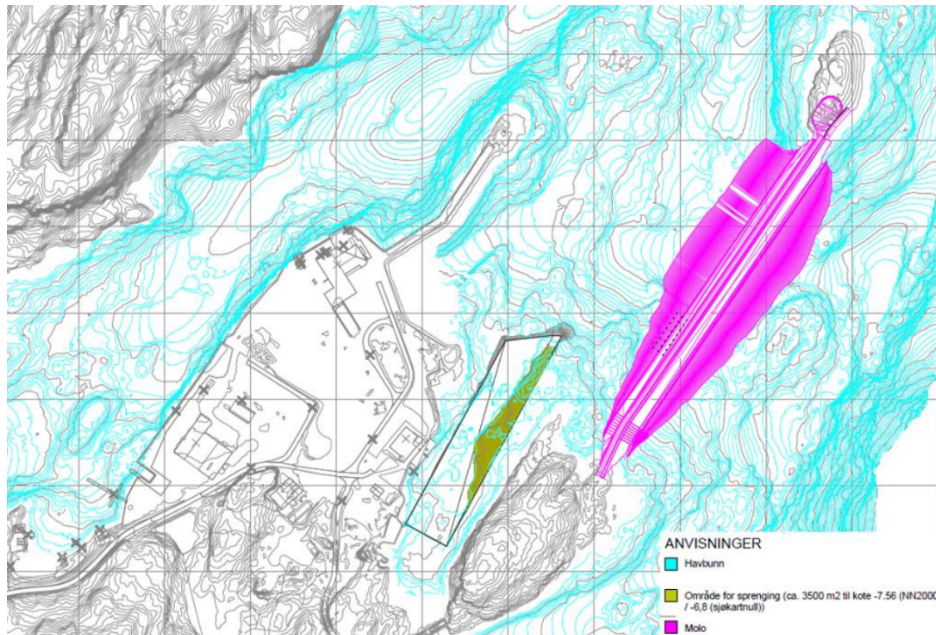 ANVISNINGER
Havbunn
Område for sprenging (ca. 3500 m2 til kote -7.56 (NN2000
/ -6,8 (sjøkartnull))
Molo